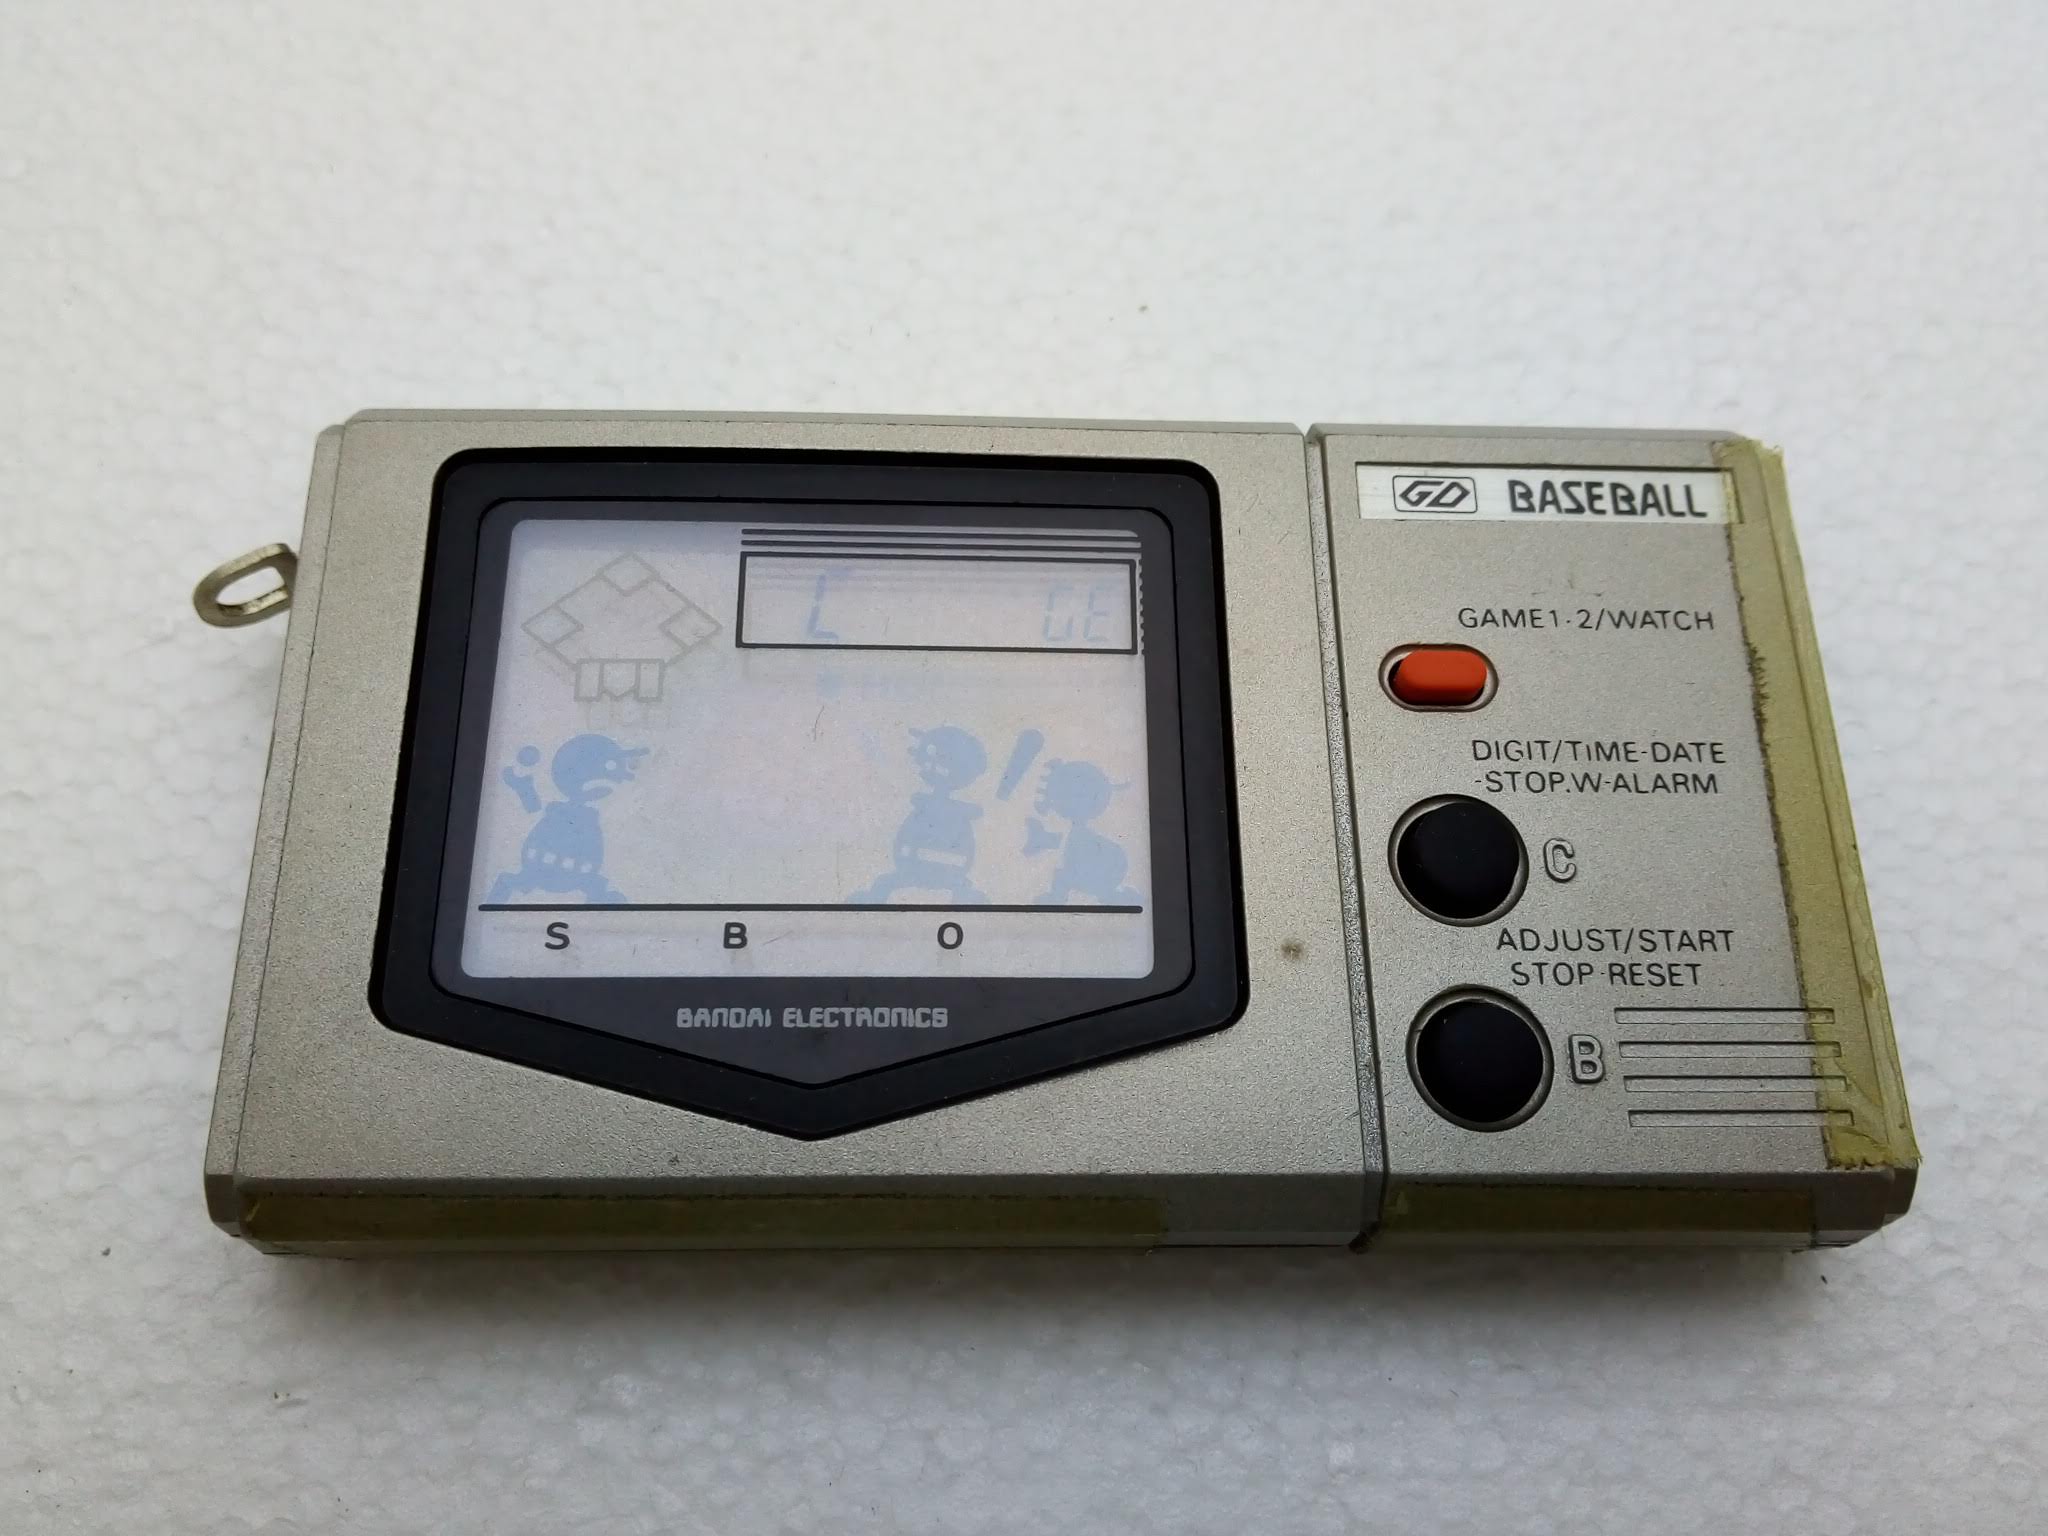 GD BASEBALL
GAME1·2/WATCH
DIGIT/TIME-DATE
-STOP.W-ALARM
C
ADJUST/START
STOP·RESET
B
S B O
BANDAI ELECTRONICS